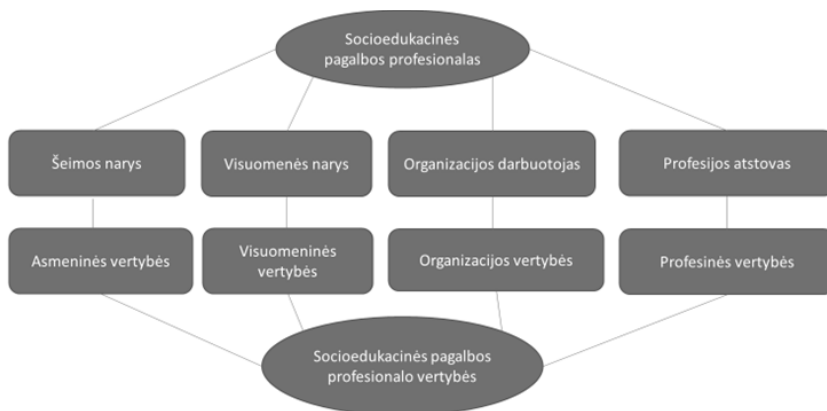 Socioedukacinės
pagalbos profesionalas
Šeimos narys
Visuomenės narys
Organizacijos darbuotojas
Profesijos atstovas
Asmeninės vertybės
Visuomeninės
vertybės
Organizacijos vertybės
Profesinės vertybės
Socioedukacinės pagalbos
profesionalo vertybės